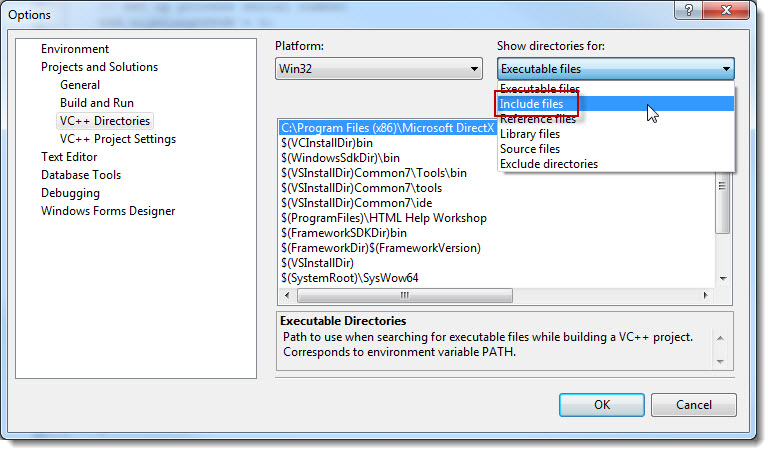 Options
Environment
Projects and Solutions
General
Build and Run
VC++ Directories
VC++ Project Settings
Text Editor
Database Tools
Debugging
Windows Forms Designer
Platform:
Win32
Show directories for:
Executable files
Executable files
Include files
Reference files
Library files
Source files
Exclude directories
C:\Program Files (x86)\Microsoft DirectX
$(VCInstallDir)bin
$(WindowsSdkDir)\bin
$(VSInstallDir)Common7\Tools\bin
$(VSInstallDir)Common7\tools
$(VSInstallDir)Common7\ide
$(ProgramFiles)\HTML Help Workshop
$(FrameworkSDKDir)bin
$(FrameworkDir)$(FrameworkVersion)
$(VSInstallDir)
$(SystemRoot)\SysWow64
Executable Directories
Path to use when searching for executable files while building a VC++ project.
Corresponds to environment variable PATH.
OK
Cancel